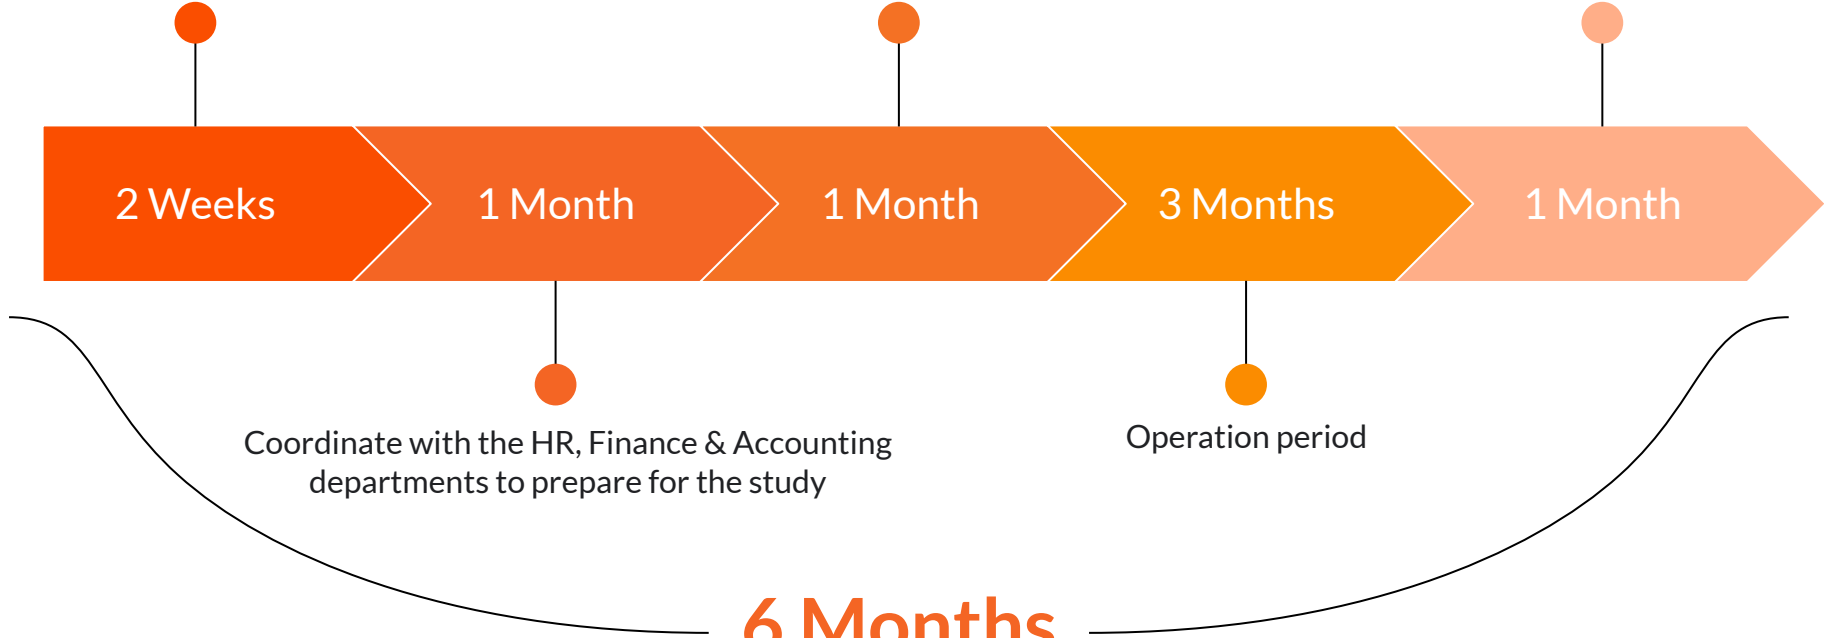 2 Weeks
1 Month
1 Month
3 Months
1 Month
Coordinate with the HR, Finance & Accounting
departments to prepare for the study
Operation period
6 Months